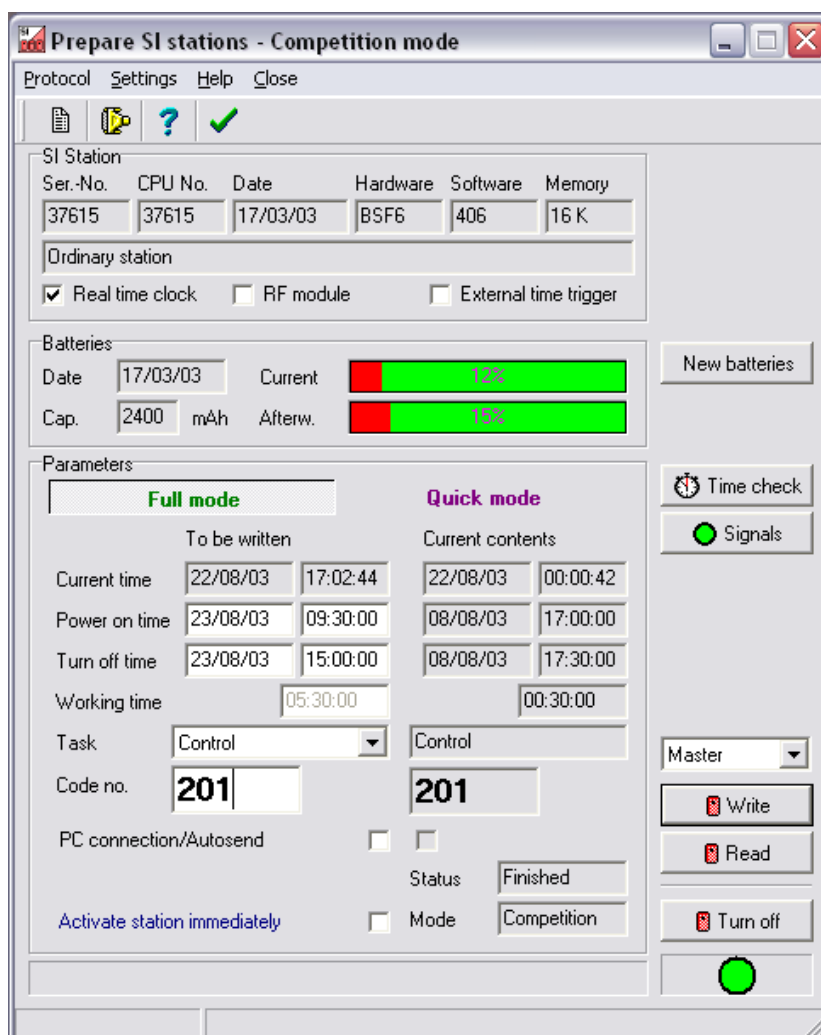 Prepare SI stations - Competition mode
Protocol Settings Help Close
SI Station
Ser.-No. CPU No. Date Hardware Software Memory
37615 37615 17/03/03 BSF6 406 16 K
Ordinary station
Real time clock RF module External time trigger
Batteries
Date 17/03/03 Current 12% New batteries
Cap. 2400 mAh Afterw. 15%
Parameters
Full mode Quick mode Time check
To be written Current contents Signals
Current time 22/08/03 17:02:44 22/08/03 00:00:42
Power on time 23/08/03 09:30:00 08/08/03 17:00:00
Turn off time 23/08/03 15:00:00 08/08/03 17:30:00
Working time 05:30:00 00:30:00
Task Control Control Master
Code no. 201 201 Write
PC connection/Autosend Read
Status Finished
Activate station immediately Mode Competition Turn off